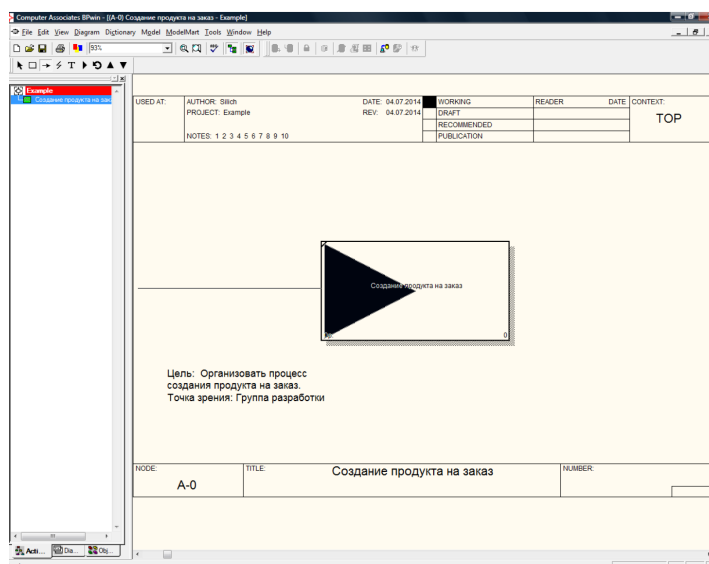 Computer Associates BPwin - [(A-0) Создание продукта на заказ - Example]
File Edit View Diagram Dictionary Model ModelMart Tools Window Help
93%
Example
Создание продукта на зак
USED AT: AUTHOR: Silich DATE: 04.07.2014 WORKING READER DATE CONTEXT:
PROJECT: Example REV: 04.07.2014 DRAFT
TOP
RECOMMENDED
NOTES: 1 2 3 4 5 6 7 8 9 10 PUBLICATION
Создание продукта на заказ
0р. 0
Цель: Организовать процесс
создания продукта на заказ.
Точка зрения: Группа разработки
NODE: TITLE: NUMBER:
A-0 Создание продукта на заказ
Acti... Dia... Obj...